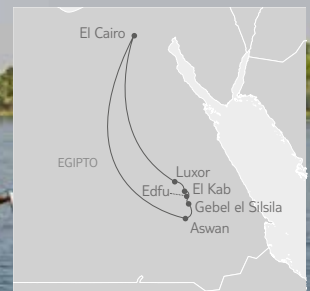 El Cairo
EGIPTO
Luxor
El Kab
Edfu
Gebel el Silsila
Aswan